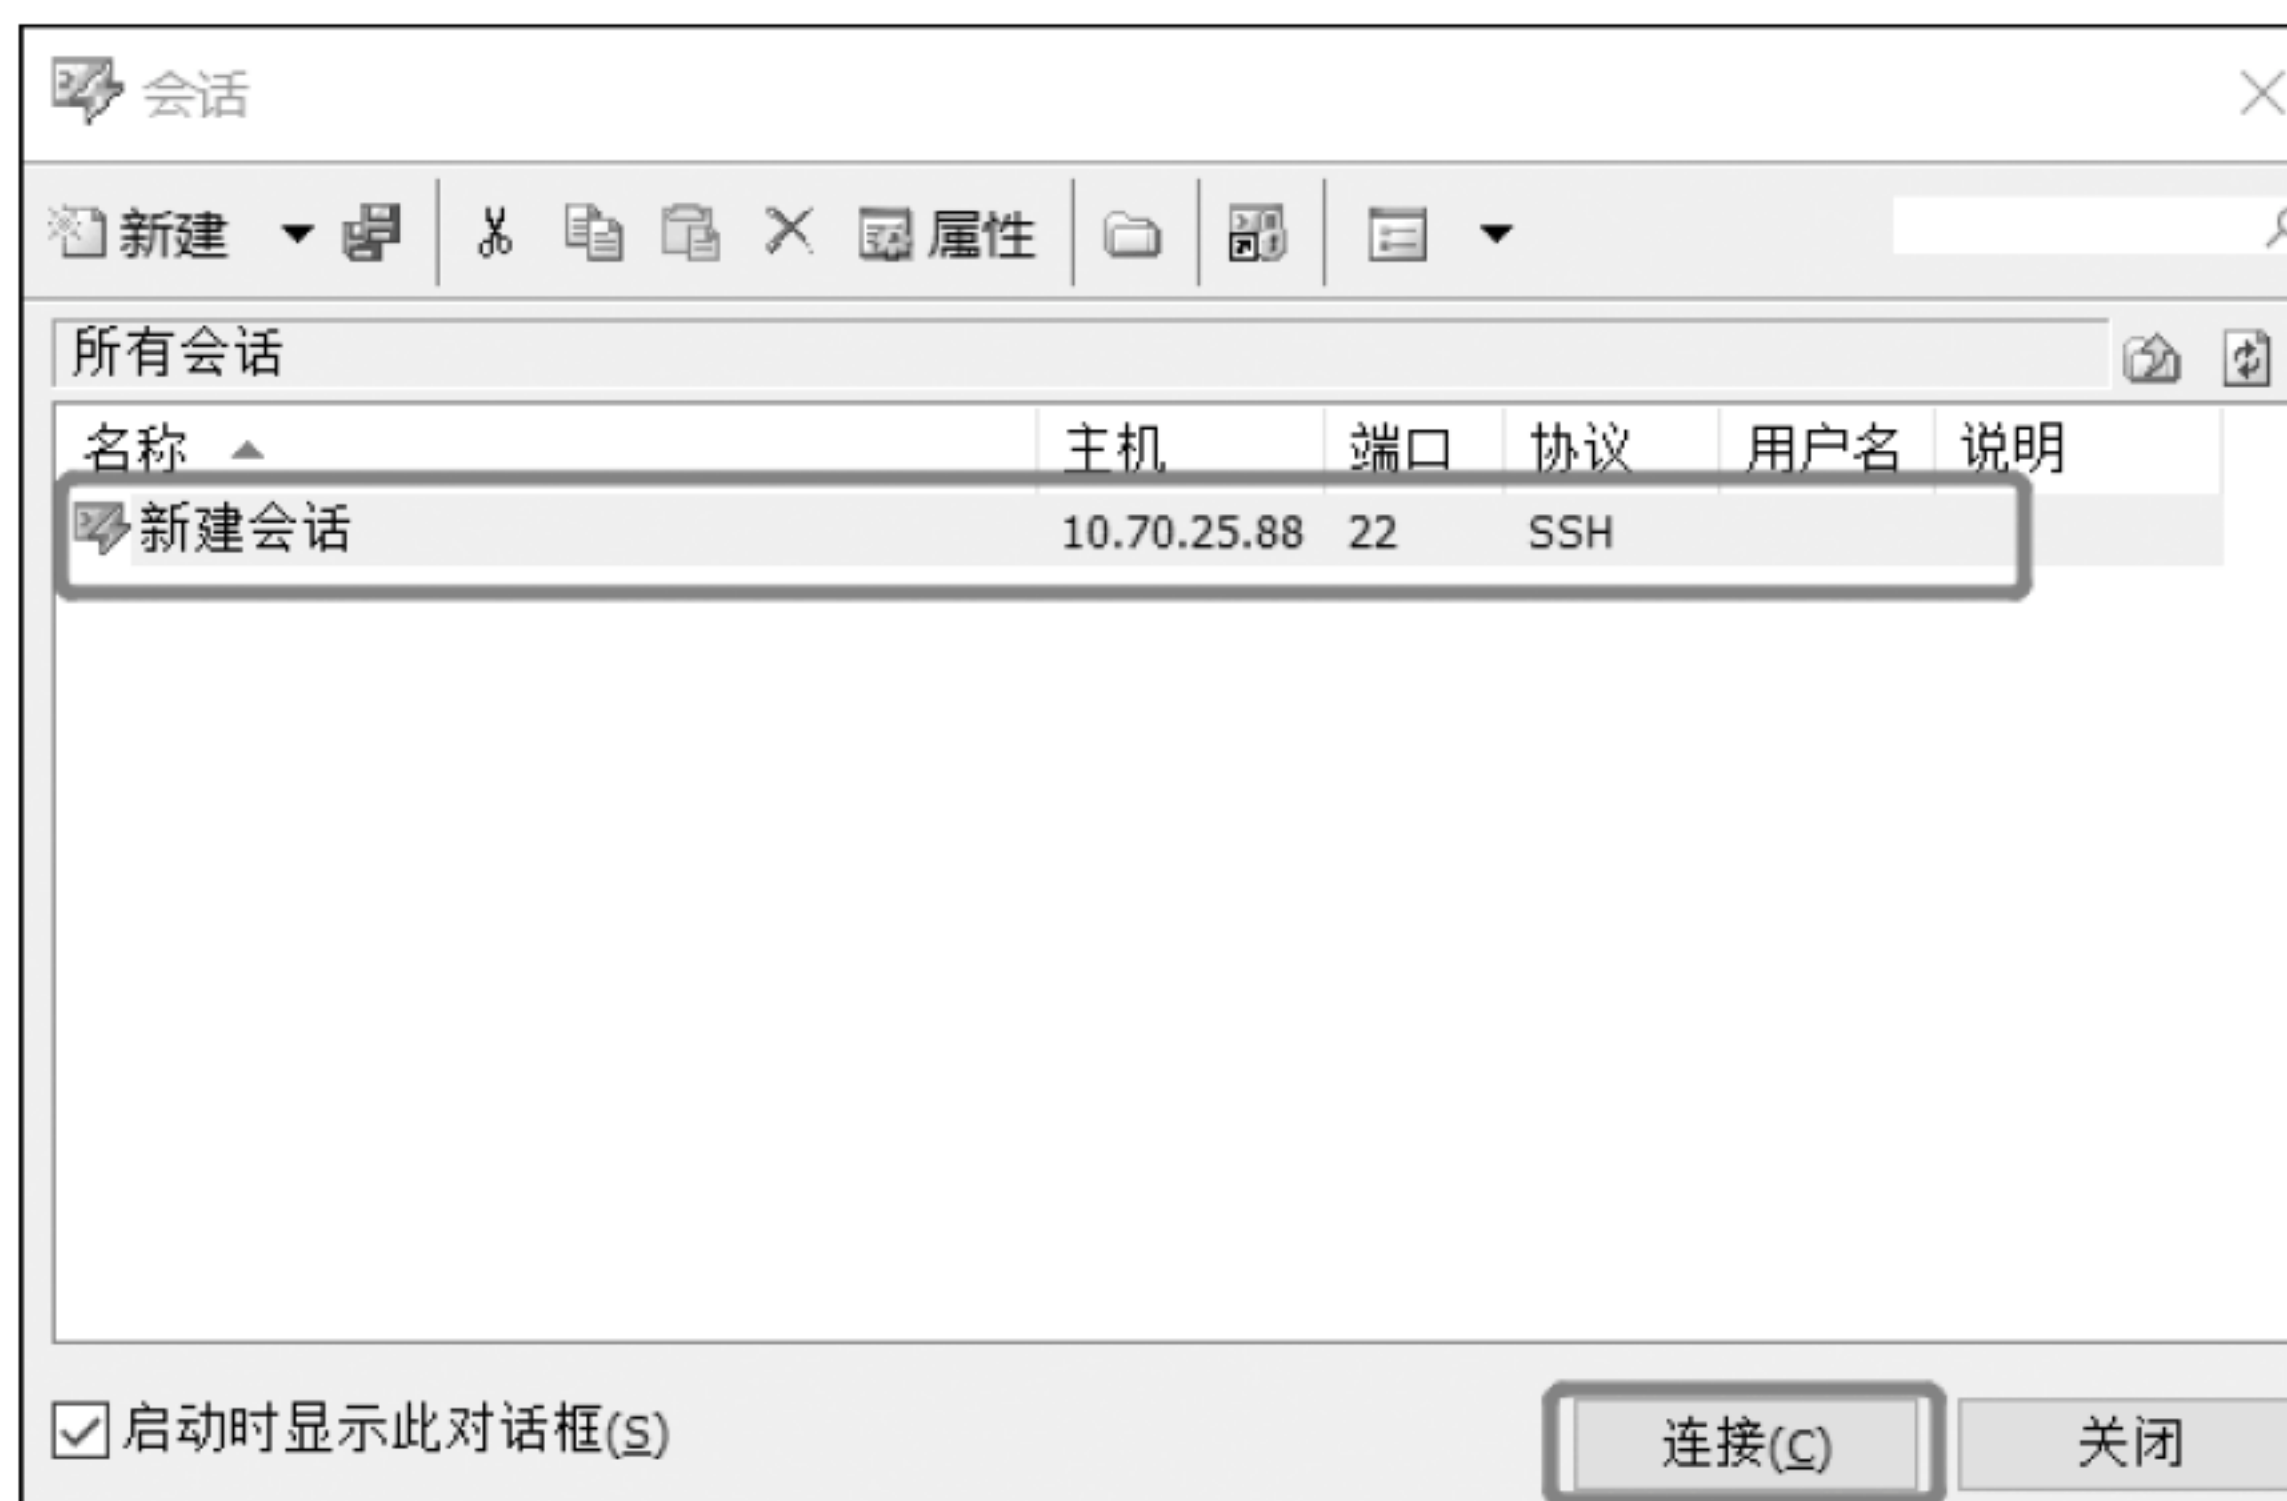 会话
新建 属性
所有会话
名称 主机 端口 协议 用户名 说明
新建会话 10.70.25.88 22 SSH
启动时显示此对话框(S) 连接(C) 关闭